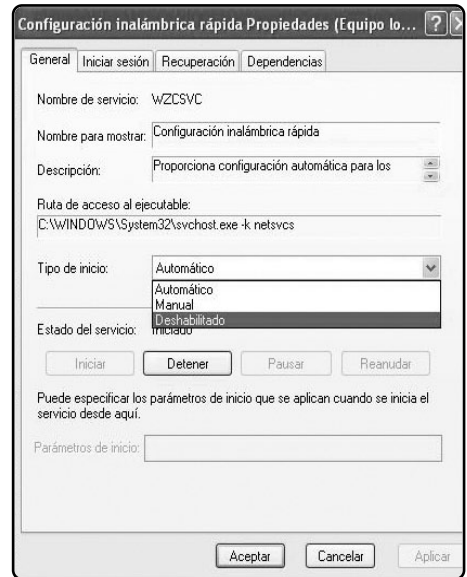 Configuración inalámbrica rápida Propiedades (Equipo lo...
General Iniciar sesión Recuperación Dependencias
Nombre de servicio: WZCSVC
Nombre para mostrar: Configuración inalámbrica rápida
Descripción: Proporciona configuración automática para los
Ruta de acceso al ejecutable:
C:\WINDOWS\System32\svchost.exe -k netsvcs
Tipo de inicio: Automático
Automático
Manual
Deshabilitado
Estado del servicio: Iniciado
Iniciar Detener Pausar Reanudar
Puede especificar los parámetros de inicio que se aplican cuando se inicia el
servicio desde aquí.
Parámetros de inicio:
Aceptar Cancelar Aplicar